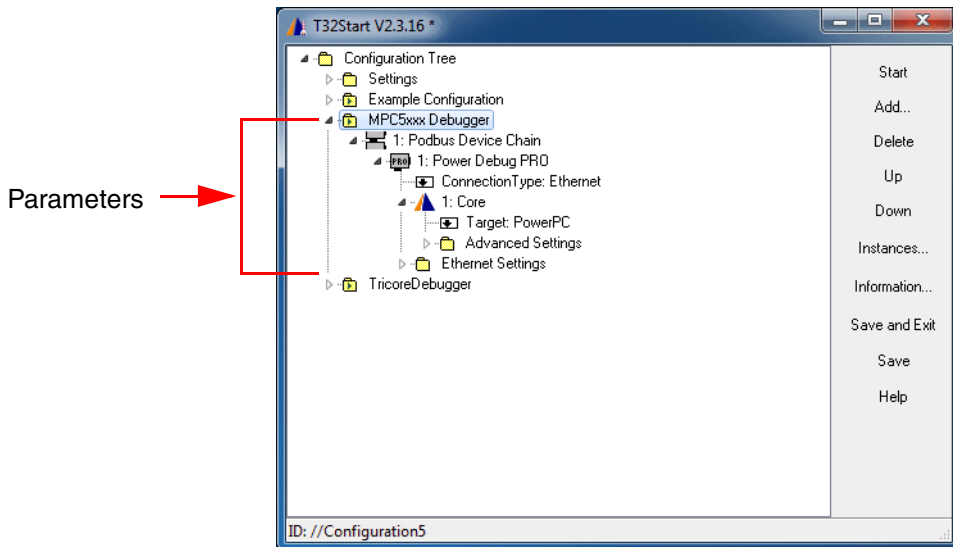 T32Start V2.3.16 *
Configuration Tree
Settings
Example Configuration
MPC5xxx Debugger
1: Podbus Device Chain
PRO 1: Power Debug PRO
ConnectionType: Ethernet
1: Core
Target: PowerPC
Advanced Settings
Ethernet Settings
TricoreDebugger
Parameters
Start
Add...
Delete
Up
Down
Instances...
Information...
Save and Exit
Save
Help
ID: //Configuration5